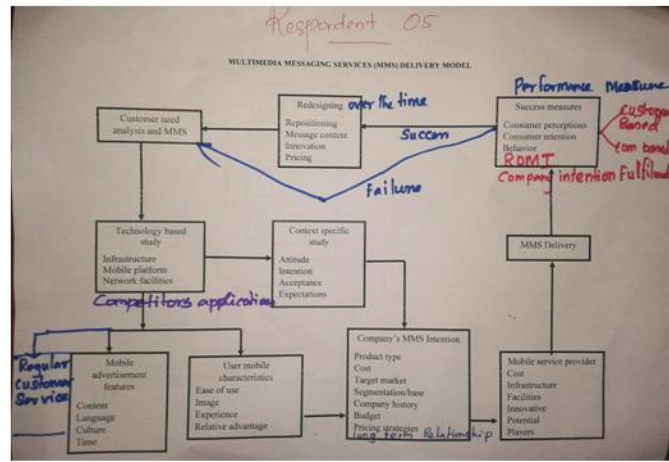 Respondent 05
MULTIMEDIA MESSAGING SERVICES (MMS) DELIVERY MODEL
Performance Measure
Customer need
analysis and MMS
Redesigning over the time
Repositioning
Message content
Innovation
Pricing
Success
Failure
Success measures
Consumer perceptions
Consumer retention
Behavior
ROMI
Company intention Fulfilment
Customer
Based
com based
Technology based
study
Infrastructure
Mobile platform
Network facilities
Competitors application
Context specific
study
Attitude
Intention
Acceptance
Expectations
MMS Delivery
Regular
Customer
Service
Mobile
advertisement
features
Content
Language
Culture
Time
User mobile
characteristics
Ease of use
Image
Experience
Relative advantage
Company's MMS Intention
Product type
Cost
Target market
Segmentation/base
Company history
Budget
Pricing strategies
long term Relationship
Mobile service provider
Cost
Infrastructure
Facilities
Innovative
Potential
Players